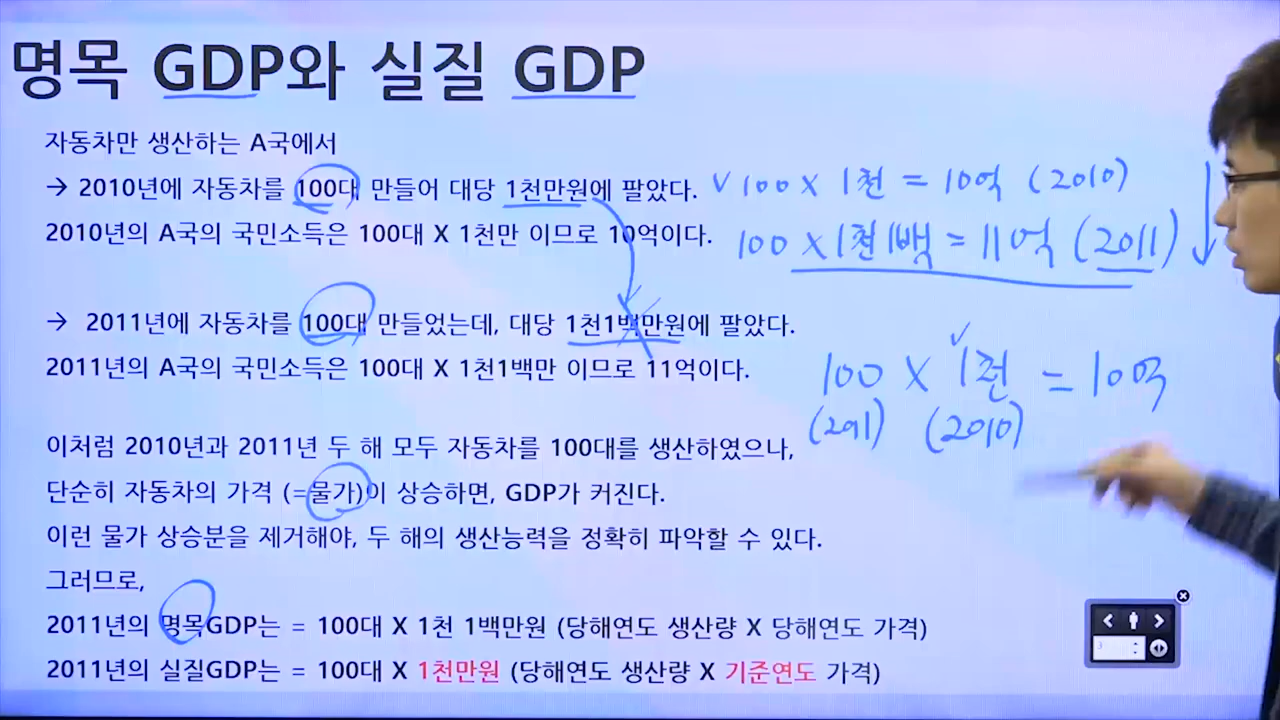 명목 GDP와 실질 GDP
자동차만 생산하는 A국에서
→ 2010년에 자동차를 100대 만들어 대당 1천만원에 팔았다.
2010년의 A국의 국민소득은 100대 X 1천만 이므로 10억이다.
→ 2011년에 자동차를 100대 만들었는데, 대당 1천1백만원에 팔았다.
2011년의 A국의 국민소득은 100대 X 1천1백만 이므로 11억이다.
이처럼 2010년과 2011년 두 해 모두 자동차를 100대를 생산하였으나,
단순히 자동차의 가격 (=물가)이 상승하면, GDP가 커진다.
이런 물가 상승분을 제거해야, 두 해의 생산능력을 정확히 파악할 수 있다.
그러므로,
2011년의 명목GDP는 = 100대 X 1천 1백만원 (당해연도 생산량 X 당해연도 가격)
2011년의 실질GDP는 = 100대 X 1천만원 (당해연도 생산량 X 기준연도 가격)
100 X 1천 = 10억 (2010)
100 X 1천1백 = 11억 (2011)
100 X 1천 = 10억
(2011) (2010)
3